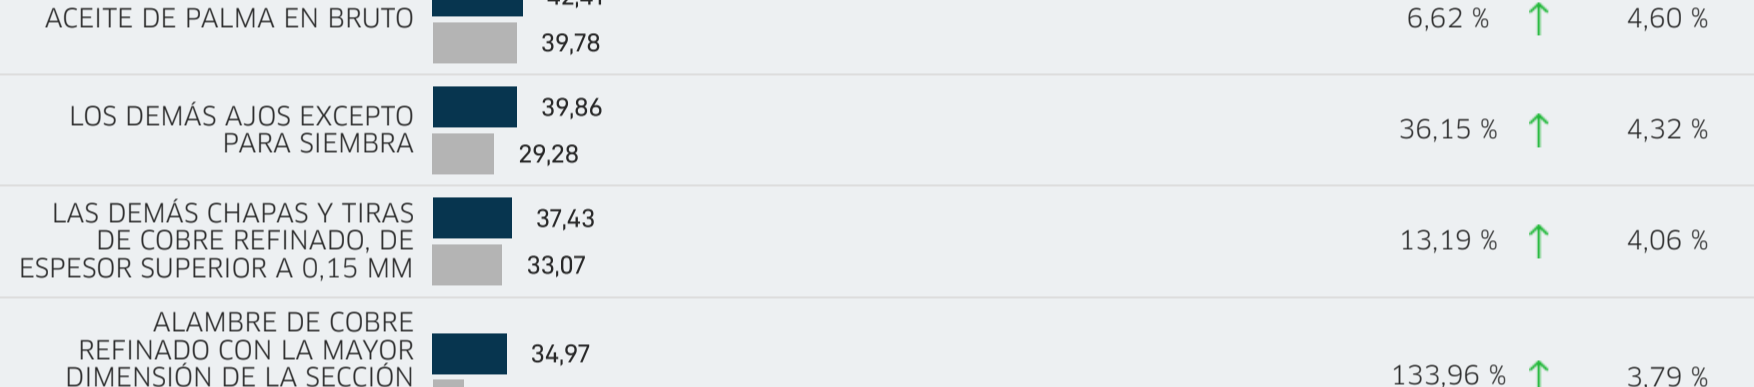 ACEITE DE PALMA EN BRUTO
42,41
39,78
6,62 %
4,60 %
LOS DEMÁS AJOS EXCEPTO
PARA SIEMBRA
39,86
29,28
36,15 %
4,32 %
LAS DEMÁS CHAPAS Y TIRAS
DE COBRE REFINADO, DE
ESPESOR SUPERIOR A 0,15 MM
37,43
33,07
13,19 %
4,06 %
ALAMBRE DE COBRE
REFINADO CON LA MAYOR
DIMENSIÓN DE LA SECCIÓN
34,97
133,96 %
3,79 %